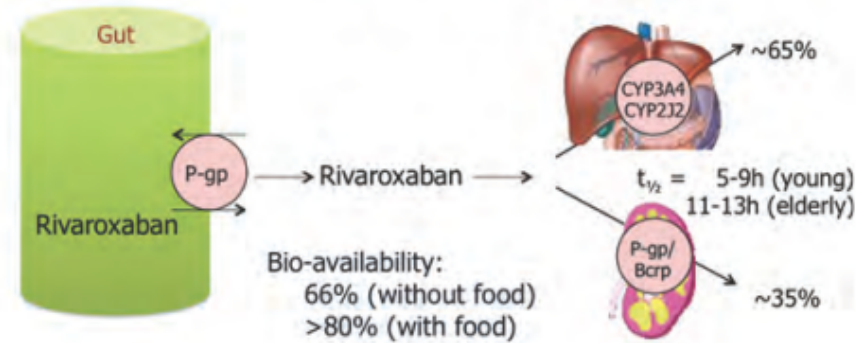 Gut
P-gp
Rivaroxaban
Rivaroxaban
Bio-availability:
66% (without food)
>80% (with food)
CYP3A4
CYP2J2
~65%
t½ = 5-9h (young)
11-13h (elderly)
P-gp/
Bcrp
~35%